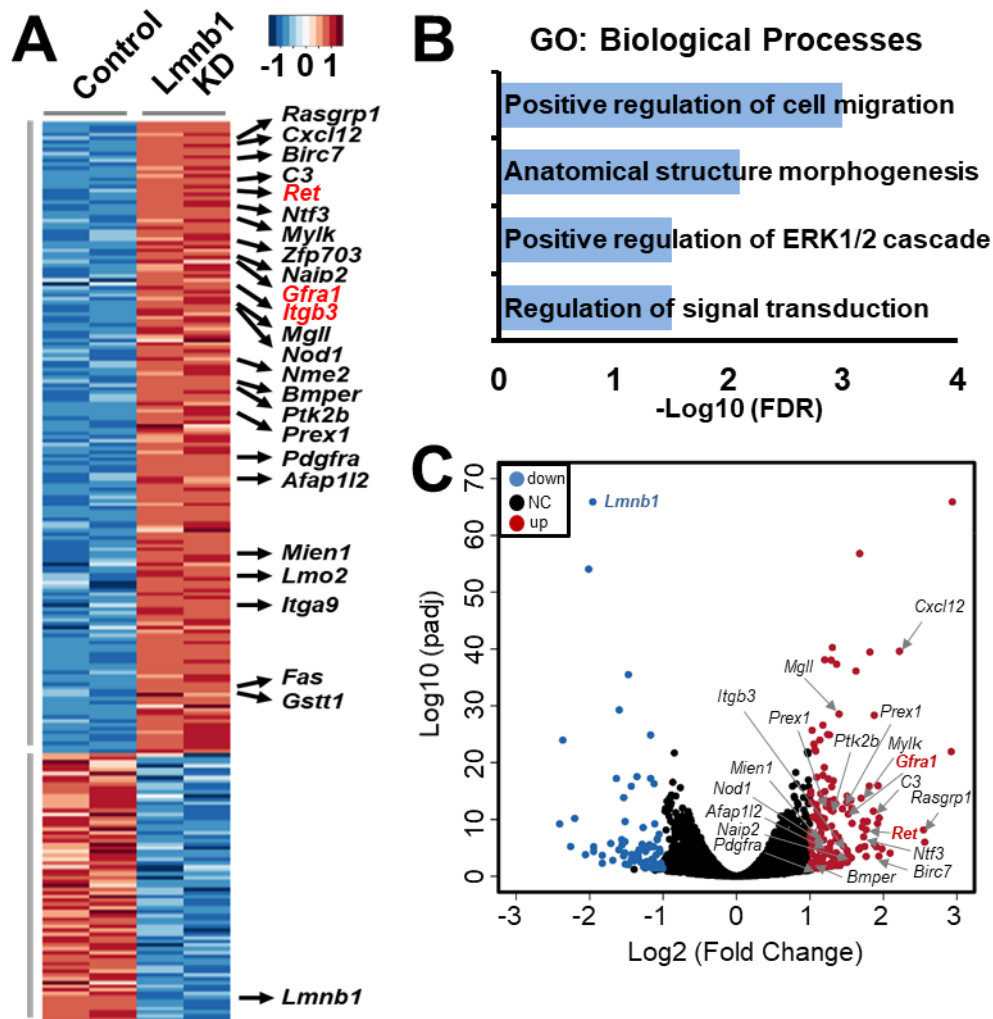 A
Control
Lmnb1
KD
-1 0 1
Rasgrp1
Cxcl12
Birc7
C3
Ret
Ntf3
Mylk
Zfp703
Naip2
Gfra1
Itgb3
Mgll
Nod1
Nme2
Bmper
Ptk2b
Prex1
Pdgfra
Afap1l2
Mien1
Lmo2
Itga9
Fas
Gstt1
Lmnb1
B
GO: Biological Processes
Positive regulation of cell migration
Anatomical structure morphogenesis
Positive regulation of ERK1/2 cascade
Regulation of signal transduction
0 1 2 3 4
-Log10 (FDR)
C
down
NC
up
Log10 (padj)
70
60
50
40
30
20
10
0
Lmnb1
Cxcl12
Mgll
Itgb3
Prex1
Prex1
Ptk2b
Mylk
Gfra1
Mien1
C3
Nod1
Rasgrp1
Afap1l2
Naip2
Ret
Pdgfra
Ntf3
Bmper
Birc7
-3 -2 -1 0 1 2 3
Log2 (Fold Change)